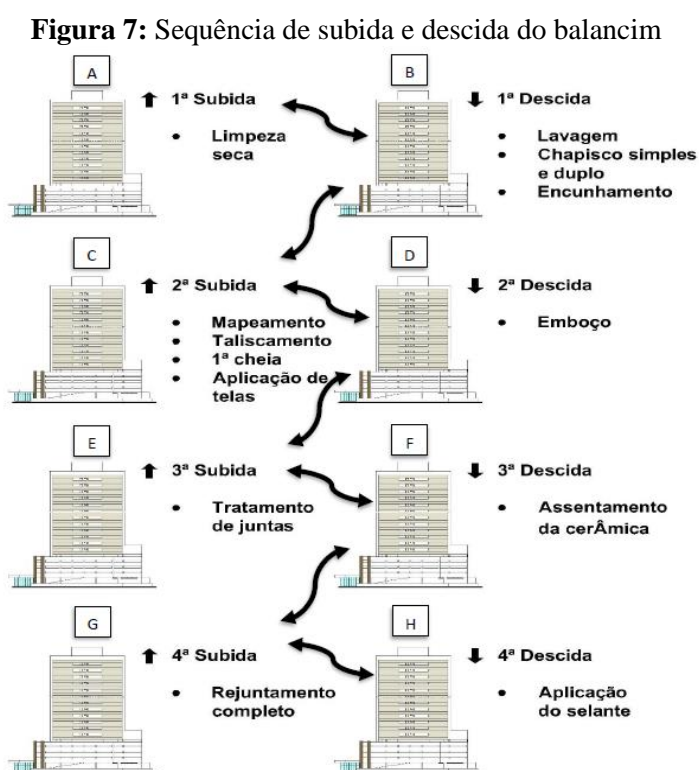 Figura 7: Sequência de subida e descida do balancim
A
1ª Subida
• Limpeza
seca
B
1ª Descida
• Lavagem
• Chapisco simples
e duplo
• Encunhamento
C
2ª Subida
• Mapeamento
• Taliscamento
• 1ª cheia
• Aplicação de
telas
D
2ª Descida
• Emboço
E
3ª Subida
• Tratamento
de juntas
F
3ª Descida
• Assentamento
da cerÂmica
G
4ª Subida
• Rejuntamento
completo
H
4ª Descida
• Aplicação
do selante